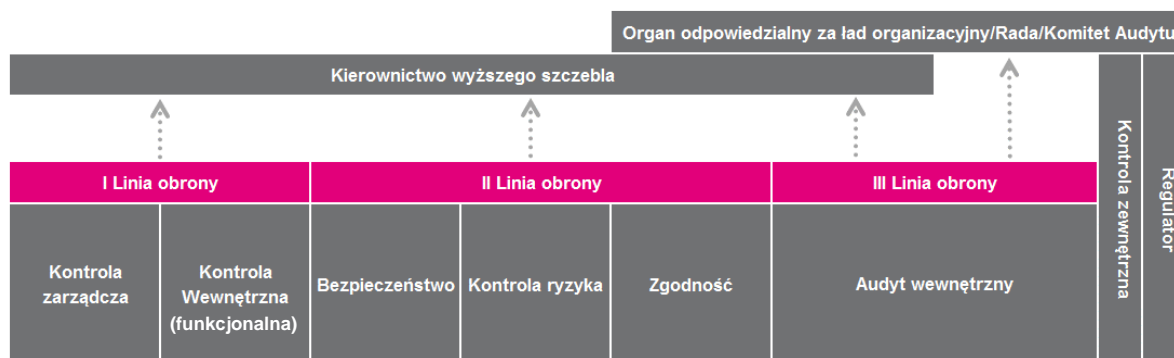 Organ odpowiedzialny za ład organizacyjny/Rada/Komitet Audytu
Kierownictwo wyższego szczebla
I Linia obrony
II Linia obrony
III Linia obrony
Kontrola
zarządcza
Kontrola
Wewnętrzna
(funkcjonalna)
Bezpieczeństwo
Kontrola ryzyka
Zgodność
Audyt wewnętrzny
Kontrola zewnętrzna
Regulator